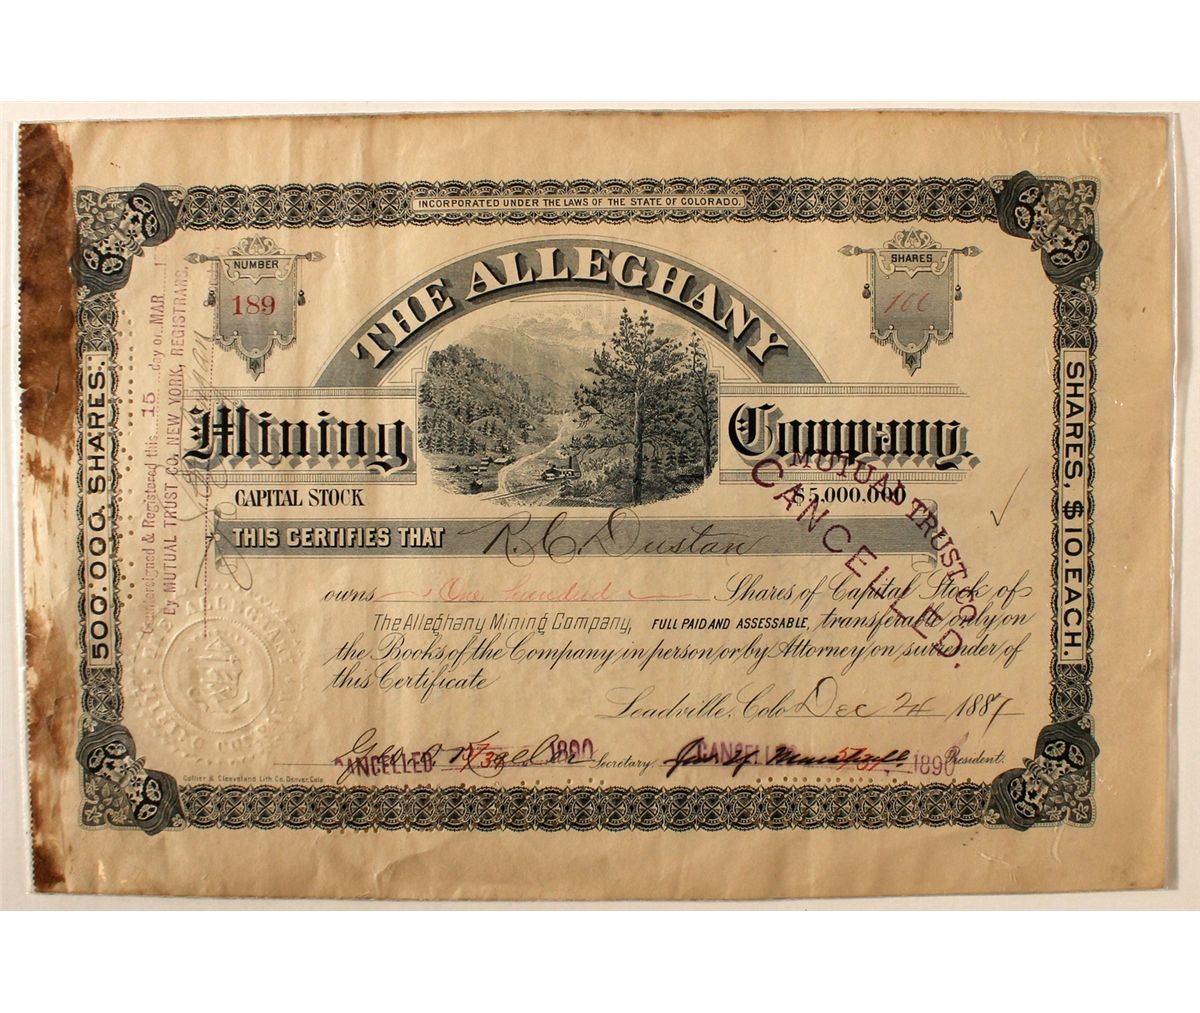 INCORPORATED UNDER THE LAWS OF THE STATE OF COLORADO.
NUMBER
189
SHARES
100
THE ALLEGHANY
Mining Company.
CAPITAL STOCK $5,000,000
THIS CERTIFIES THAT R. C. Dustan
owns One hundred Shares of Capital Stock of
The Alleghany Mining Company, FULL PAID AND ASSESSABLE, transferable only on
the Books of the Company in person or by Attorney on surrender of
this Certificate
Leadville, Colo. Dec 24 1887
Secretary. President.
Collier & Cleaveland Lith. Co. Denver, Colo.
500.000. SHARES.
SHARES, $10. EACH.
Countersigned & Registered this 15 day of MAR
By MUTUAL TRUST CO. NEW YORK, REGISTRARS.
MUTUAL TRUST CO.
CANCELLED.
CANCELLED 1890
CANCELLED 1890